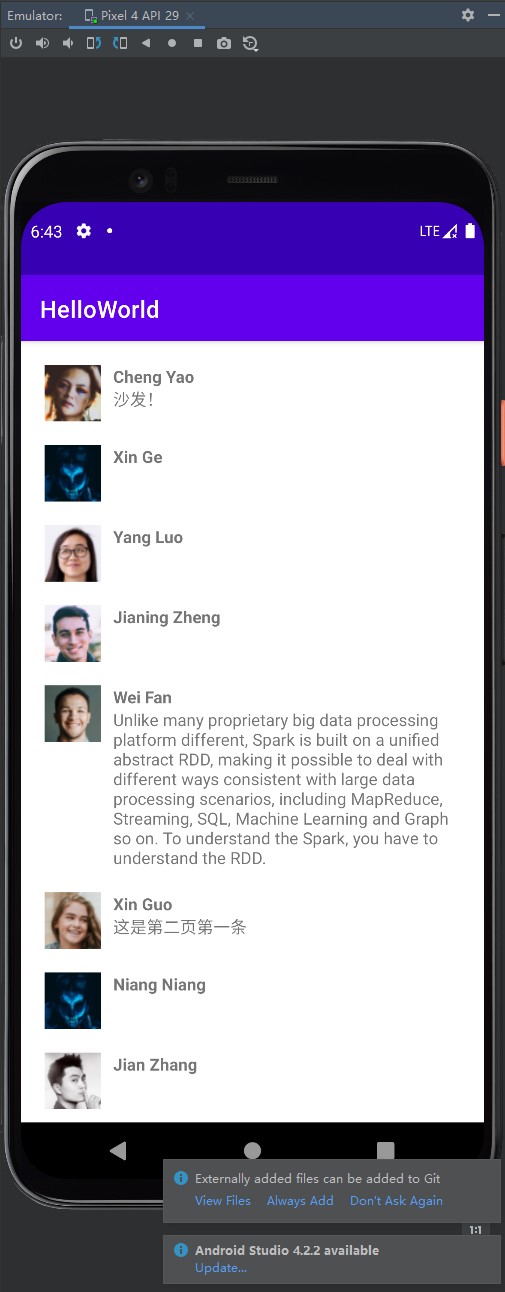 Emulator: Pixel 4 API 29
6:43
LTE
HelloWorld
Cheng Yao
沙发！
Xin Ge
Yang Luo
Jianing Zheng
Wei Fan
Unlike many proprietary big data processing
platform different, Spark is built on a unified
abstract RDD, making it possible to deal with
different ways consistent with large data
processing scenarios, including MapReduce,
Streaming, SQL, Machine Learning and Graph
so on. To understand the Spark, you have to
understand the RDD.
Xin Guo
这是第二页第一条
Niang Niang
Jian Zhang
Externally added files can be added to Git
View Files Always Add Don't Ask Again
1:1
Android Studio 4.2.2 available
Update...